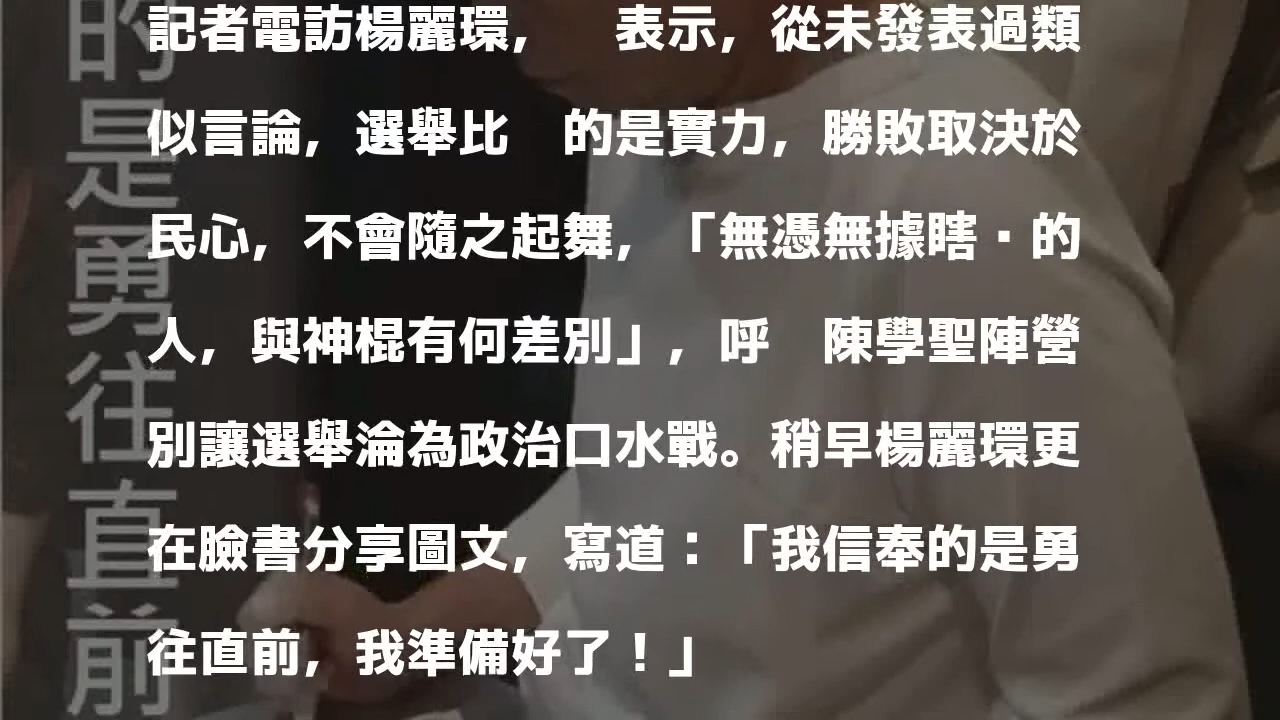 記者電訪楊麗環，　表示，從未發表過類
似言論，選舉比　的是實力，勝敗取決於
民心，不會隨之起舞，「無憑無據瞎·的
人，與神棍有何差別」，呼　陳學聖陣營
別讓選舉淪為政治口水戰。稍早楊麗環更
在臉書分享圖文，寫道：「我信奉的是勇
往直前，我準備好了！」
的是勇往直前